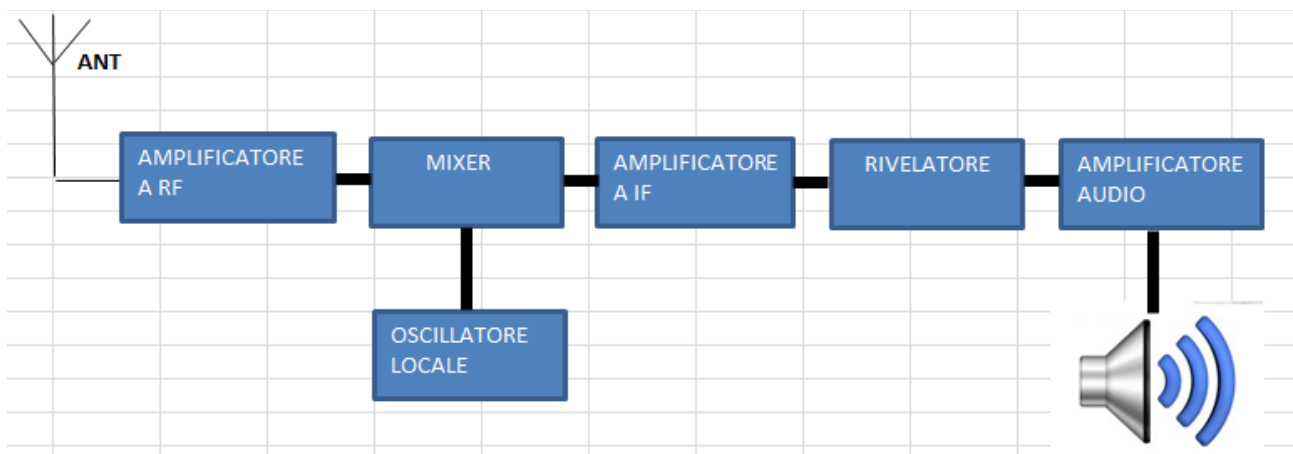 ANT
AMPLIFICATORE
A RF
MIXER
AMPLIFICATORE
A IF
RIVELATORE
AMPLIFICATORE
AUDIO
OSCILLATORE
LOCALE